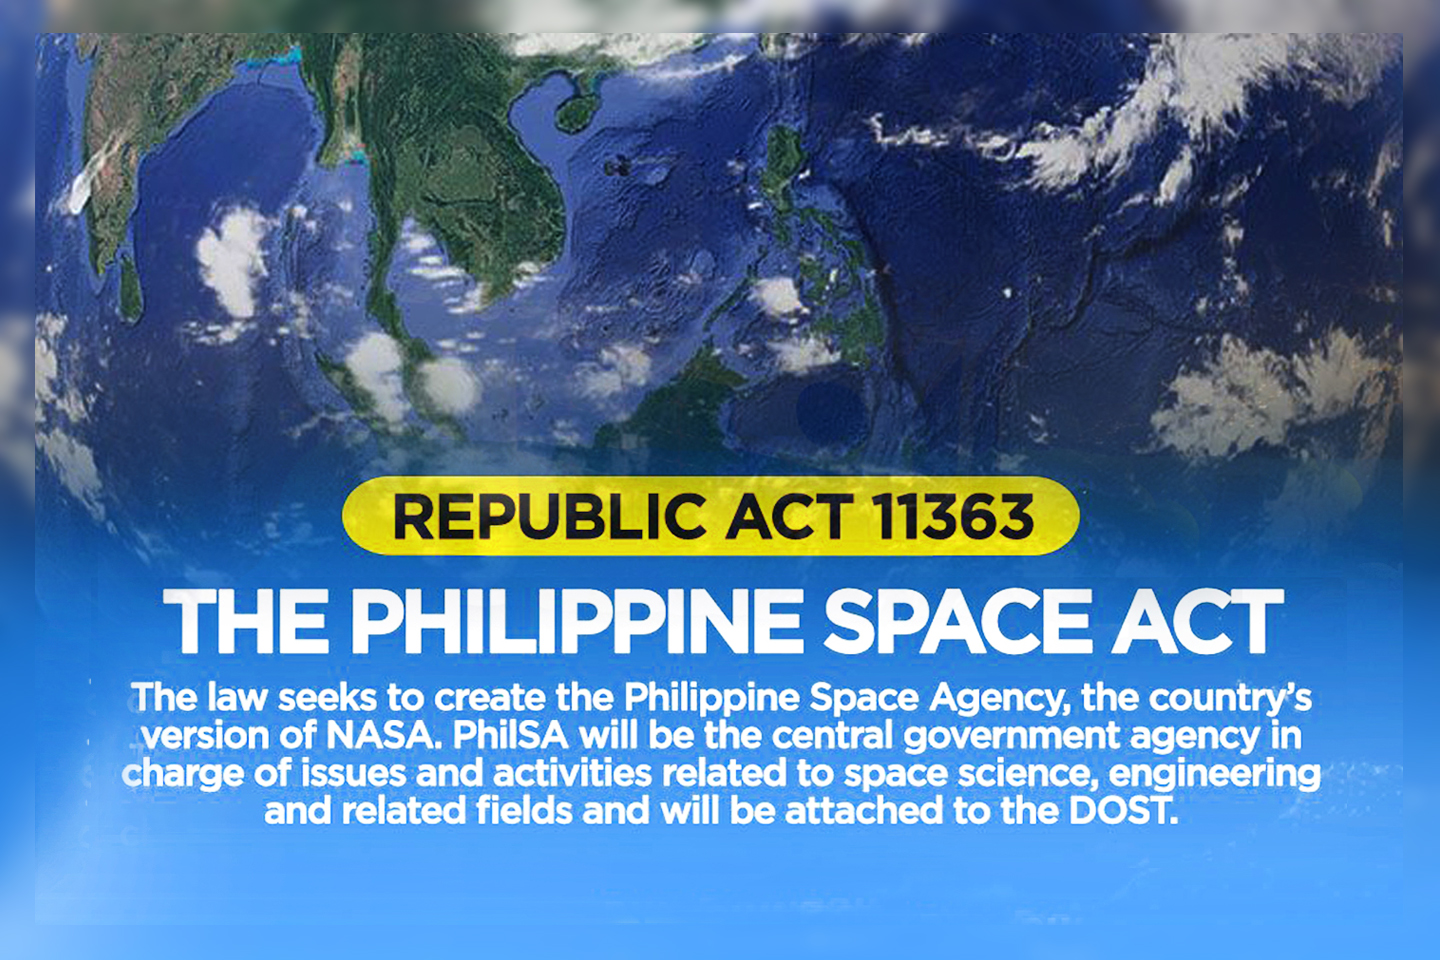 REPUBLIC ACT 11363
THE PHILIPPINE SPACE ACT
The law seeks to create the Philippine Space Agency, the country’s
version of NASA. PhilSA will be the central government agency in
charge of issues and activities related to space science, engineering
and related fields and will be attached to the DOST.